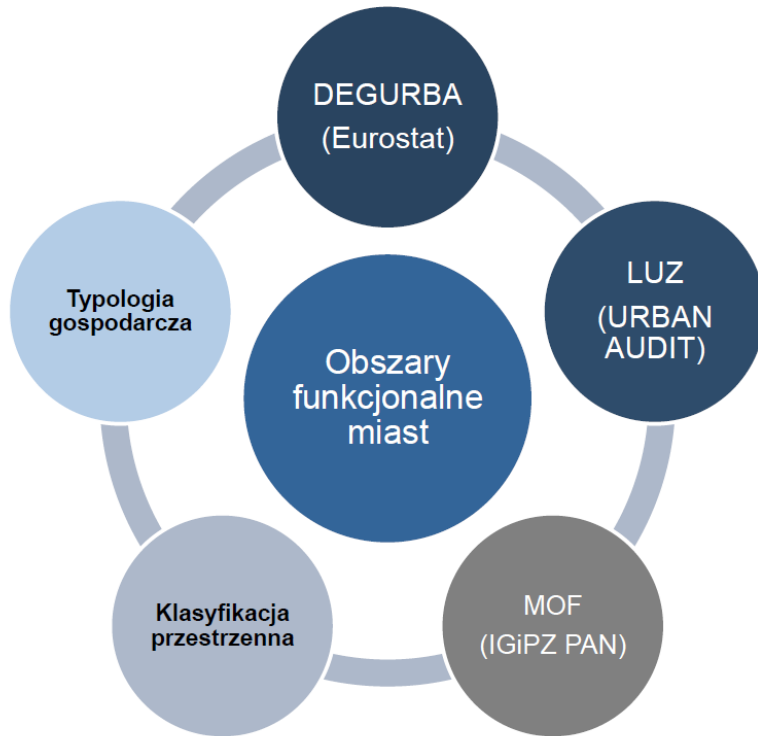 DEGURBA
(Eurostat)
LUZ
(URBAN
AUDIT)
MOF
(IGiPZ PAN)
Klasyfikacja
przestrzenna
Typologia
gospodarcza
Obszary
funkcjonalne
miast